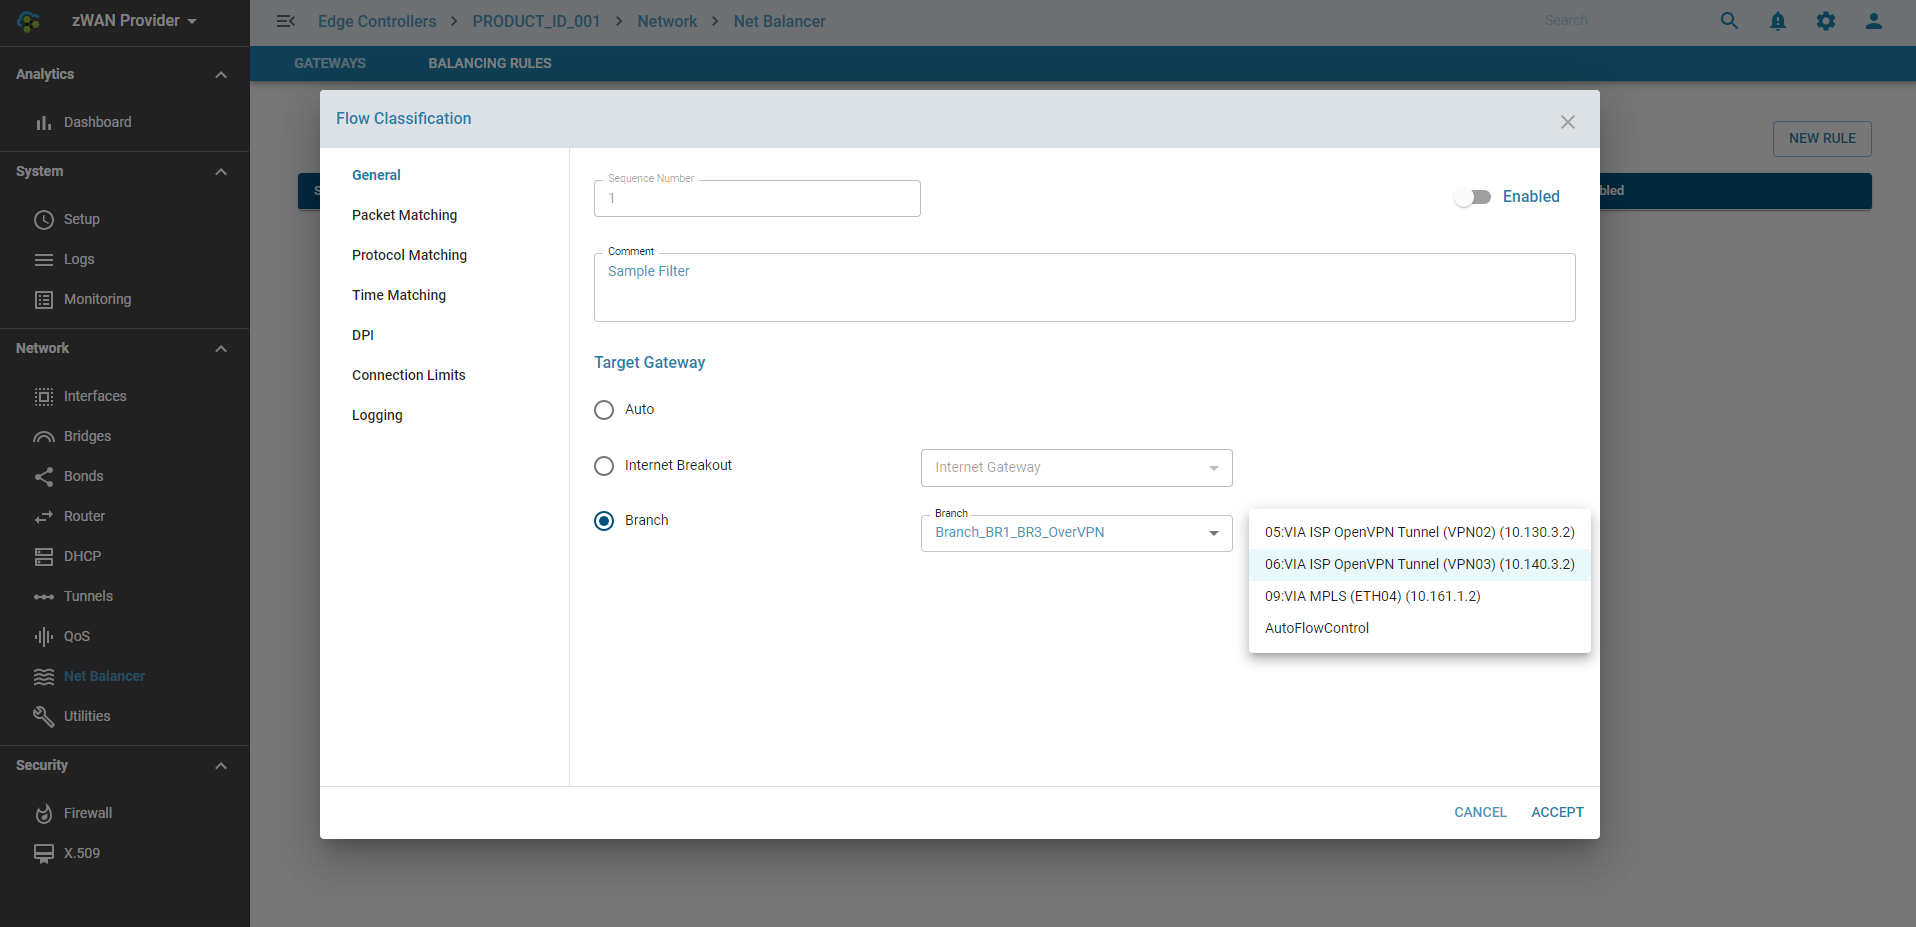 zWAN Provider
Edge Controllers > PRODUCT_ID_001 > Network > Net Balancer
Search
GATEWAYS
BALANCING RULES
Analytics
Dashboard
System
Setup
Logs
Monitoring
Network
Interfaces
Bridges
Bonds
Router
DHCP
Tunnels
QoS
Net Balancer
Utilities
Security
Firewall
X.509
NEW RULE
S
bled
Flow Classification
General
Packet Matching
Protocol Matching
Time Matching
DPI
Connection Limits
Logging
Sequence Number
1
Enabled
Comment
Sample Filter
Target Gateway
Auto
Internet Breakout
Internet Gateway
Branch
Branch
Branch_BR1_BR3_OverVPN
05:VIA ISP OpenVPN Tunnel (VPN02) (10.130.3.2)
06:VIA ISP OpenVPN Tunnel (VPN03) (10.140.3.2)
09:VIA MPLS (ETH04) (10.161.1.2)
AutoFlowControl
CANCEL
ACCEPT